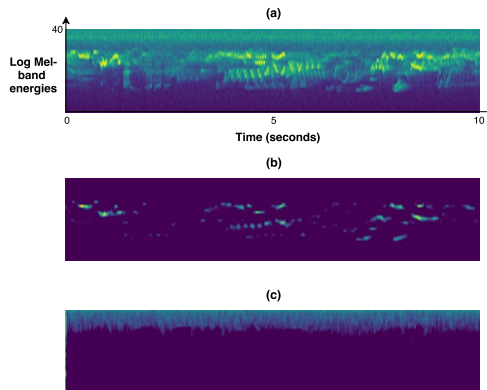 (a)
40
Log Mel-
band
energies
0
5
10
Time (seconds)
(b)
(c)